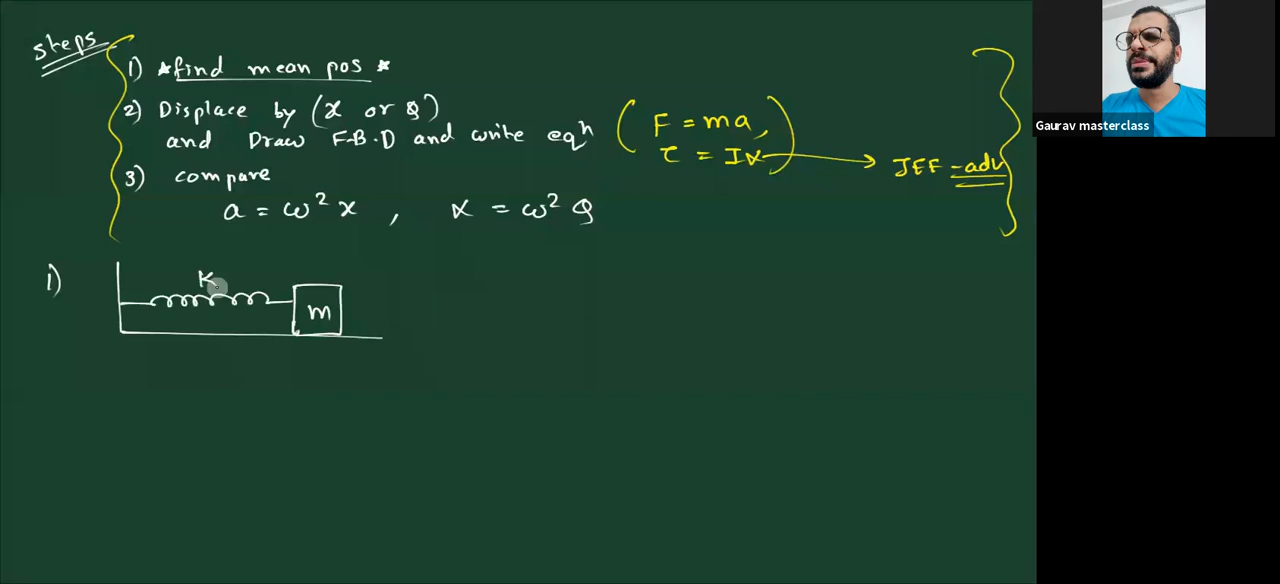 steps
1) *find mean pos *
2) Displace by (x or θ)
and Draw F.B.D and write eqn (F = ma,
τ = Iα) → JEE-adv
3) compare
a = ω² x , α = ω² θ
1) K
m
Gaurav masterclass